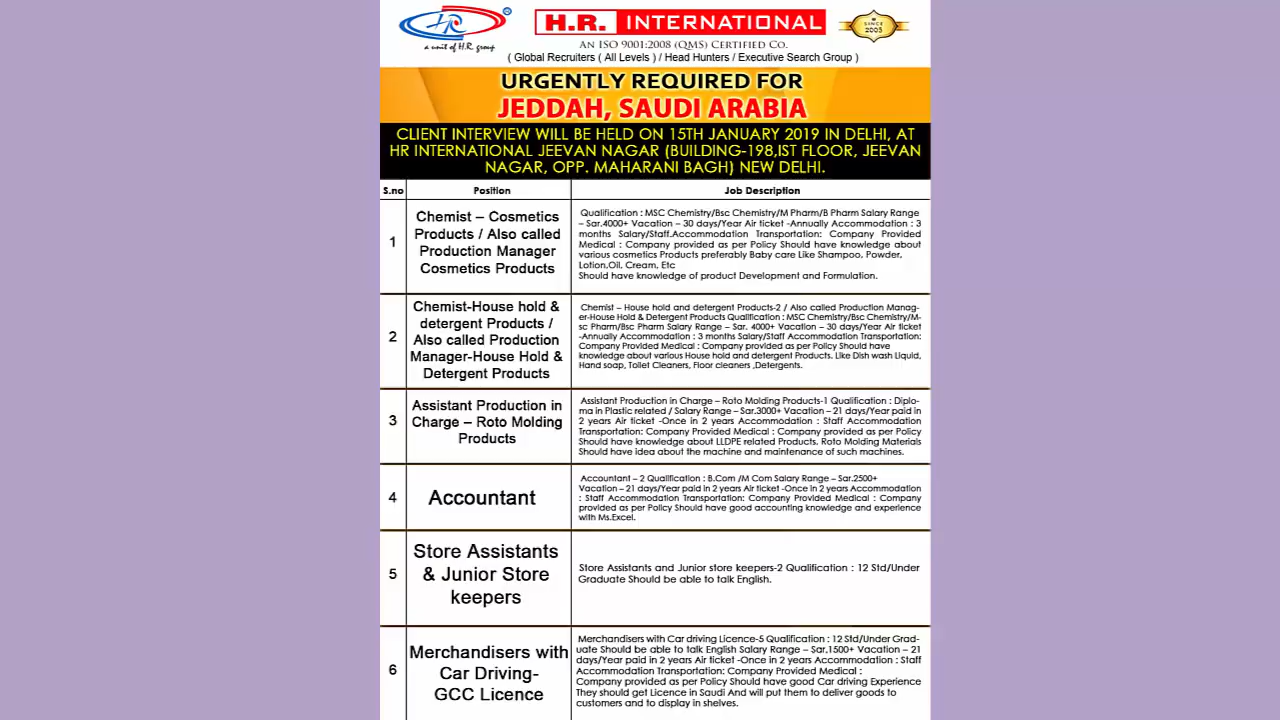 HR
®
a unit of H.R. group
H.R. INTERNATIONAL
SINCE
2005
AN ISO 9001:2008 (QMS) CERTIFIED CO.
( Global Recruiters ( All Levels ) / Head Hunters / Executive Search Group )
URGENTLY REQUIRED FOR
JEDDAH, SAUDI ARABIA
CLIENT INTERVIEW WILL BE HELD ON 15TH JANUARY 2019 IN DELHI, AT
HR INTERNATIONAL JEEVAN NAGAR (BUILDING-198,IST FLOOR, JEEVAN
NAGAR, OPP. MAHARANI BAGH) NEW DELHI.
S.no Position Job Description
1
Chemist – Cosmetics
Products / Also called
Production Manager
Cosmetics Products
Qualification : MSC Chemistry/Bsc Chemistry/M Pharm/B Pharm Salary Range
– Sar.4000+ Vacation – 30 days/Year Air ticket -Annually Accommodation : 3
months Salary/Staff.Accommodation Transportation: Company Provided
Medical : Company provided as per Policy Should have knowledge about
various cosmetics Products preferably Baby care Like Shampoo, Powder,
Lotion,Oil, Cream, Etc
Should have knowledge of product Development and Formulation.
2
Chemist-House hold &
detergent Products /
Also called Production
Manager-House Hold &
Detergent Products
Chemist – House hold and detergent Products-2 / Also called Production Manag-
er-House Hold & Detergent Products Qualification : MSC Chemistry/Bsc Chemistry/M-
sc Pharm/Bsc Pharm Salary Range – Sar. 4000+ Vacation – 30 days/Year Air ticket
-Annually Accommodation : 3 months Salary/Staff Accommodation Transportation:
Company Provided Medical : Company provided as per Policy Should have
knowledge about various House hold and detergent Products. Like Dish wash Liquid,
Hand soap, Toilet Cleaners, Floor cleaners ,Detergents.
3
Assistant Production in
Charge – Roto Molding
Products
Assistant Production in Charge – Roto Molding Products-1 Qualification : Diplo-
ma in Plastic related / Salary Range – Sar.3000+ Vacation – 21 days/Year paid in
2 years Air ticket -Once in 2 years Accommodation : Staff Accommodation
Transportation: Company Provided Medical : Company provided as per Policy
Should have knowledge about LLDPE related Products. Roto Molding Materials
Should have idea about the machine and maintenance of such machines.
4
Accountant
Accountant – 2 Qualification : B.Com /M Com Salary Range – Sar.2500+
Vacation – 21 days/Year paid in 2 years Air ticket -Once in 2 years Accommodation
: Staff Accommodation Transportation: Company Provided Medical : Company
provided as per Policy Should have good accounting knowledge and experience
with Ms.Excel.
5
Store Assistants
& Junior Store
keepers
Store Assistants and Junior store keepers-2 Qualification : 12 Std/Under
Graduate Should be able to talk English.
6
Merchandisers with
Car Driving-
GCC Licence
Merchandisers with Car driving Licence-5 Qualification : 12 Std/Under Grad-
uate Should be able to talk English Salary Range – Sar.1500+ Vacation – 21
days/Year paid in 2 years Air ticket -Once in 2 years Accommodation : Staff
Accommodation Transportation: Company Provided Medical :
Company provided as per Policy Should have good Car driving Experience
They should get Licence in Saudi And will put them to deliver goods to
customers and to display in shelves.